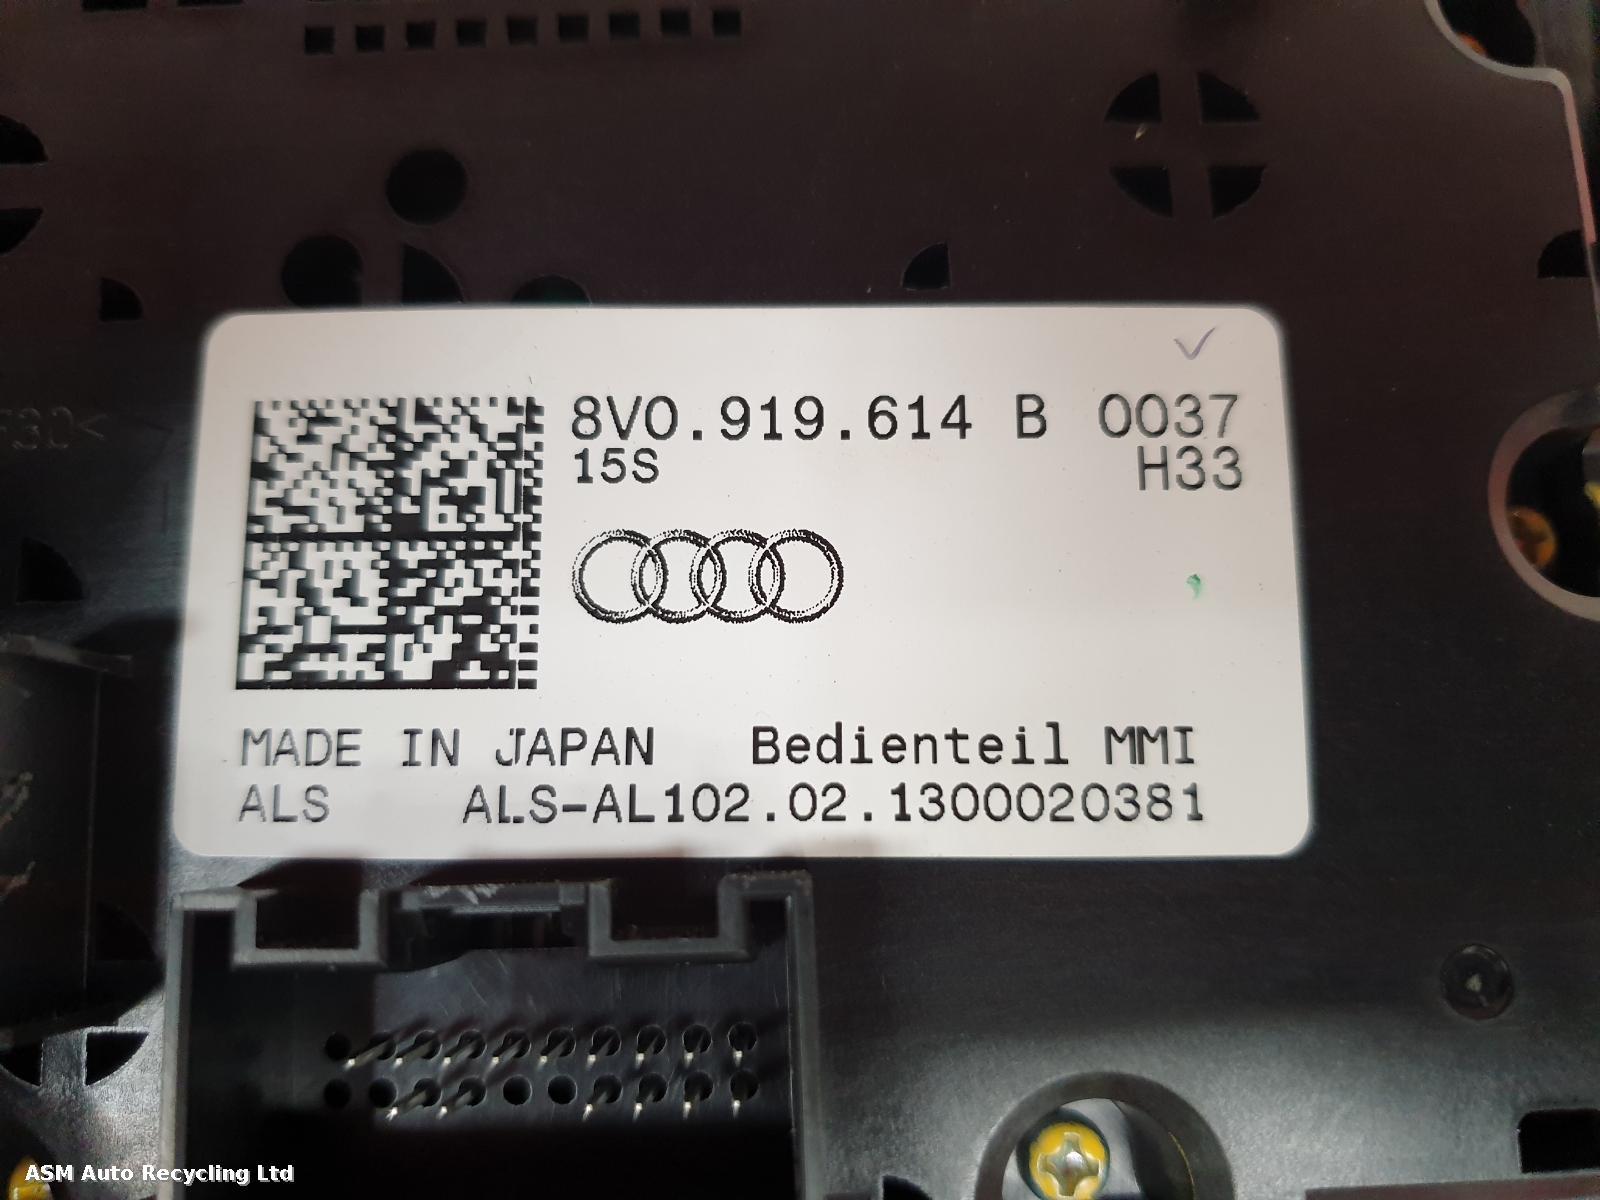 8V0.919.614 B 0037
15S H33
MADE IN JAPAN Bedienteil MMI
ALS ALS-AL102.02.1300020381
ASM Auto Recycling Ltd